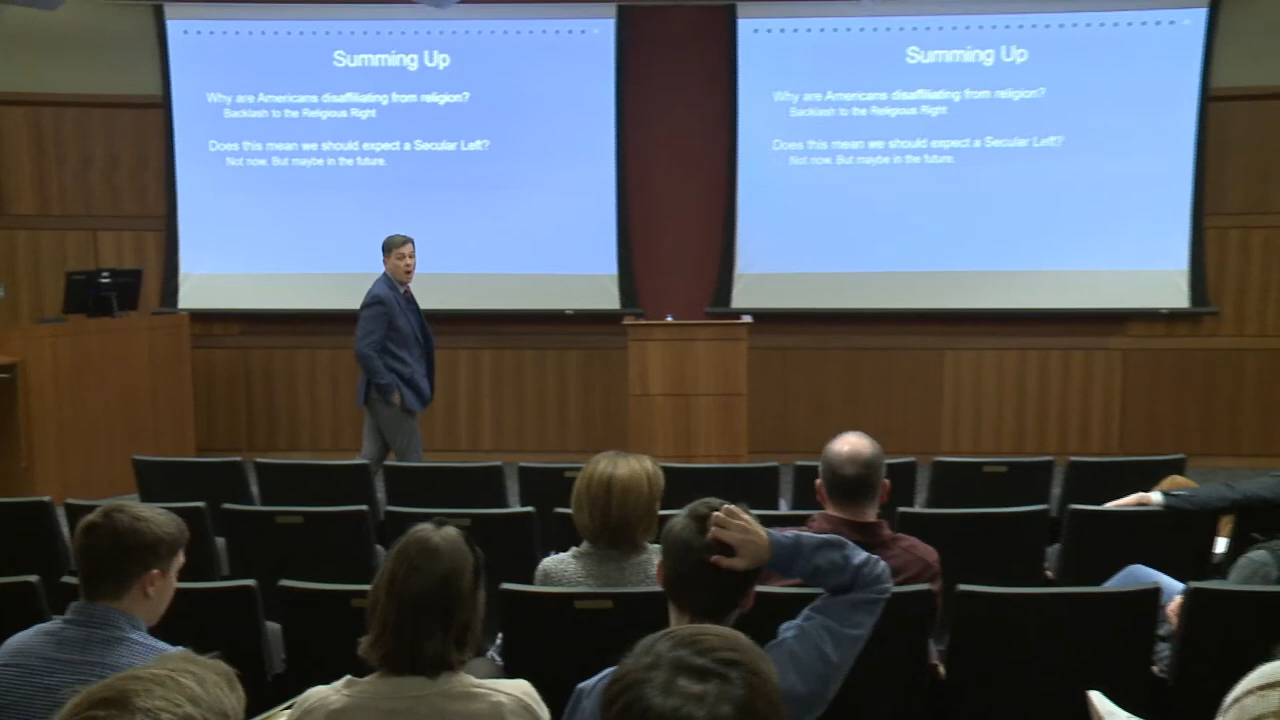 Summing Up
Why are Americans disaffiliating from religion?
Backlash to the Religious Right
Does this mean we should expect a Secular Left?
Not now. But maybe in the future.
Summing Up
Why are Americans disaffiliating from religion?
Backlash to the Religious Right
Does this mean we should expect a Secular Left?
Not now. But maybe in the future.